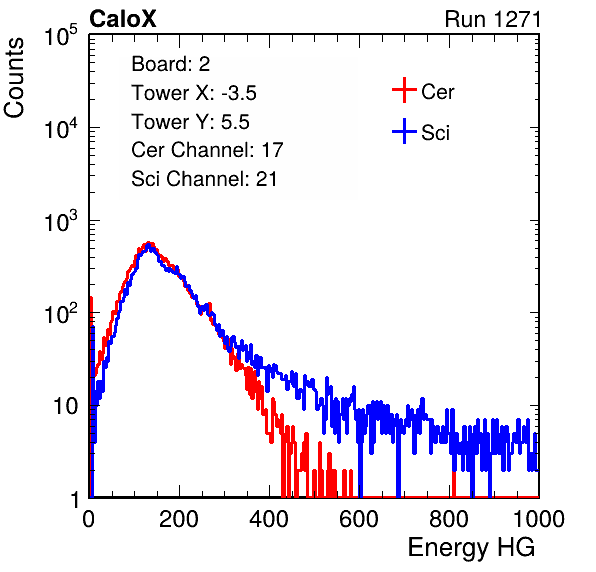 CaloX Run 1271
Counts
Board: 2
Tower X: -3.5
Tower Y: 5.5
Cer Channel: 17
Sci Channel: 21
Cer
Sci
10^5
10^4
10^3
10^2
10
1
0 200 400 600 800 1000
Energy HG